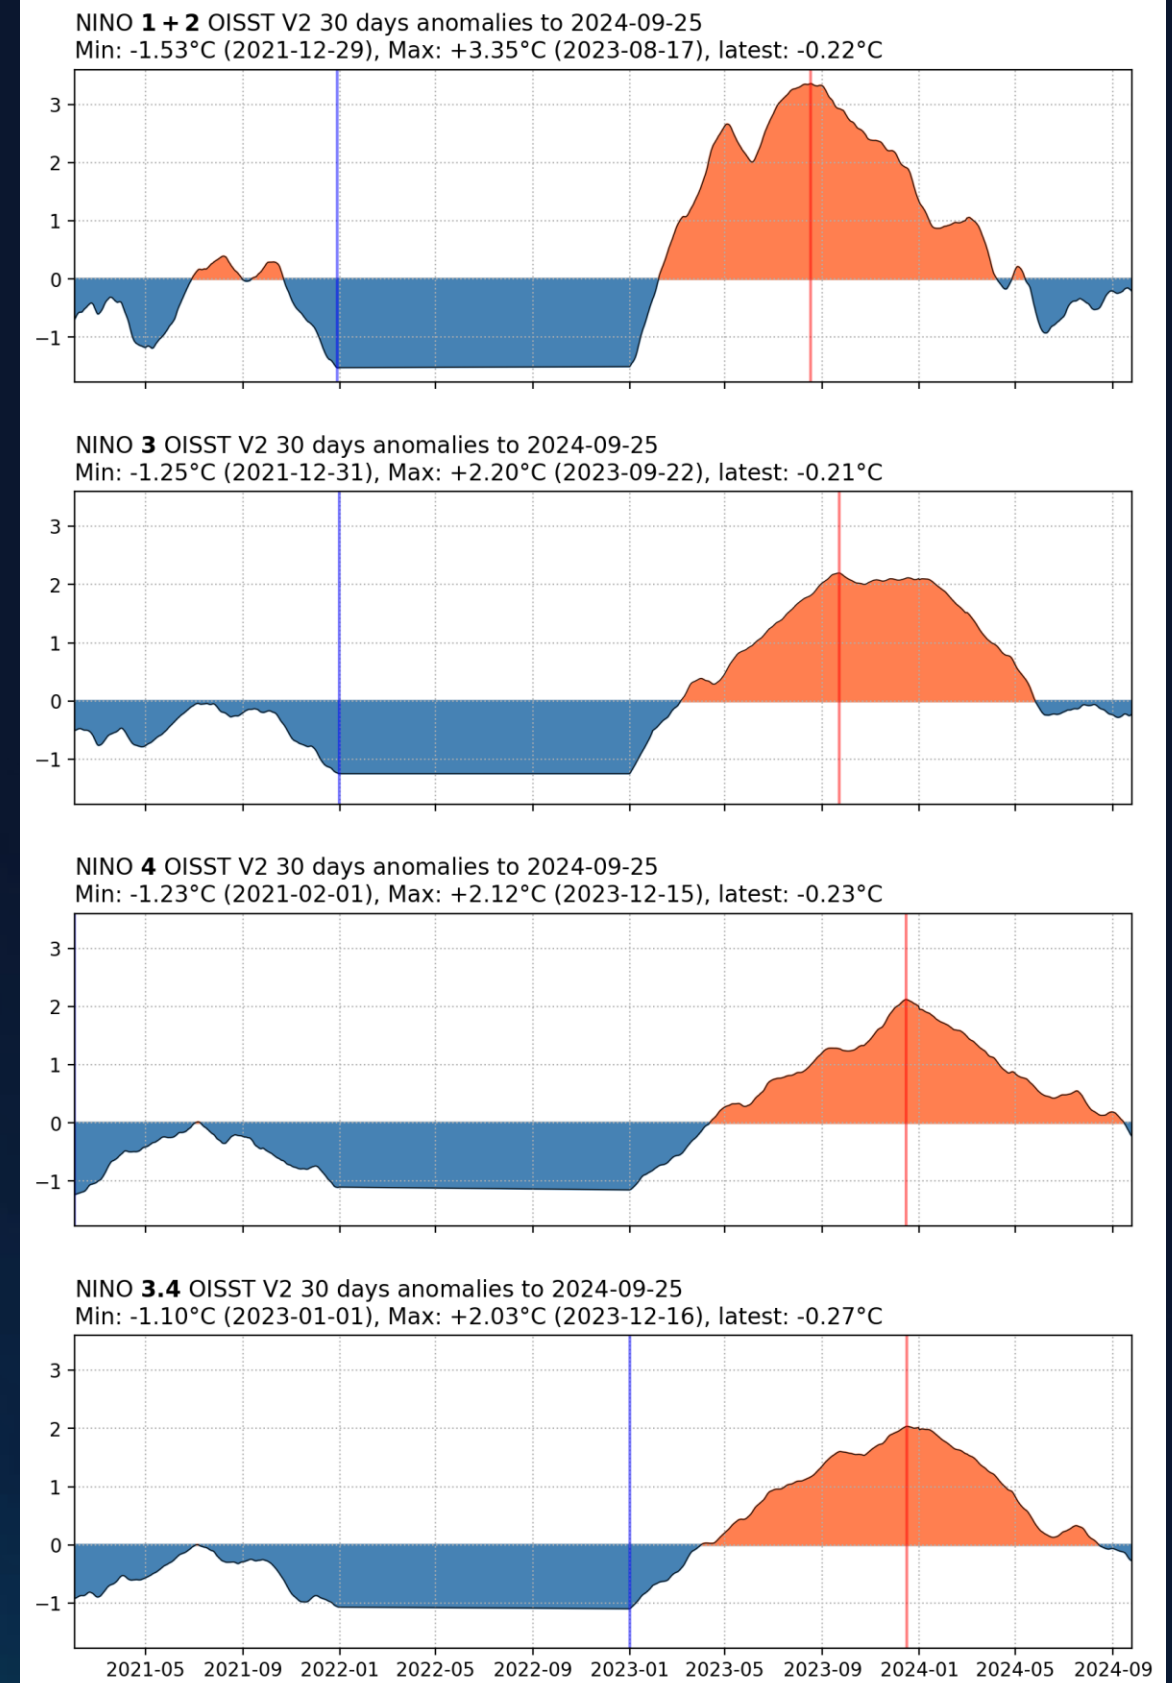 NINO 1 + 2 OISST V2 30 days anomalies to 2024-09-25
Min: -1.53°C (2021-12-29), Max: +3.35°C (2023-08-17), latest: -0.22°C
3
2
1
0
−1
NINO 3 OISST V2 30 days anomalies to 2024-09-25
Min: -1.25°C (2021-12-31), Max: +2.20°C (2023-09-22), latest: -0.21°C
3
2
1
0
−1
NINO 4 OISST V2 30 days anomalies to 2024-09-25
Min: -1.23°C (2021-02-01), Max: +2.12°C (2023-12-15), latest: -0.23°C
3
2
1
0
−1
NINO 3.4 OISST V2 30 days anomalies to 2024-09-25
Min: -1.10°C (2023-01-01), Max: +2.03°C (2023-12-16), latest: -0.27°C
3
2
1
0
−1
2021-05 2021-09 2022-01 2022-05 2022-09 2023-01 2023-05 2023-09 2024-01 2024-05 2024-09